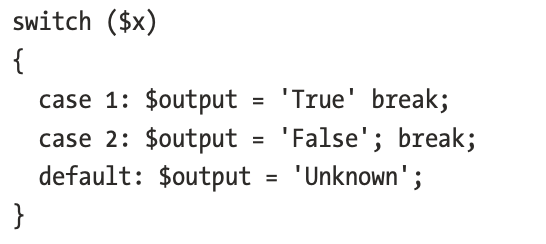 switch ($x)
{
  case 1: $output = 'True' break;
  case 2: $output = 'False'; break;
  default: $output = 'Unknown';
}